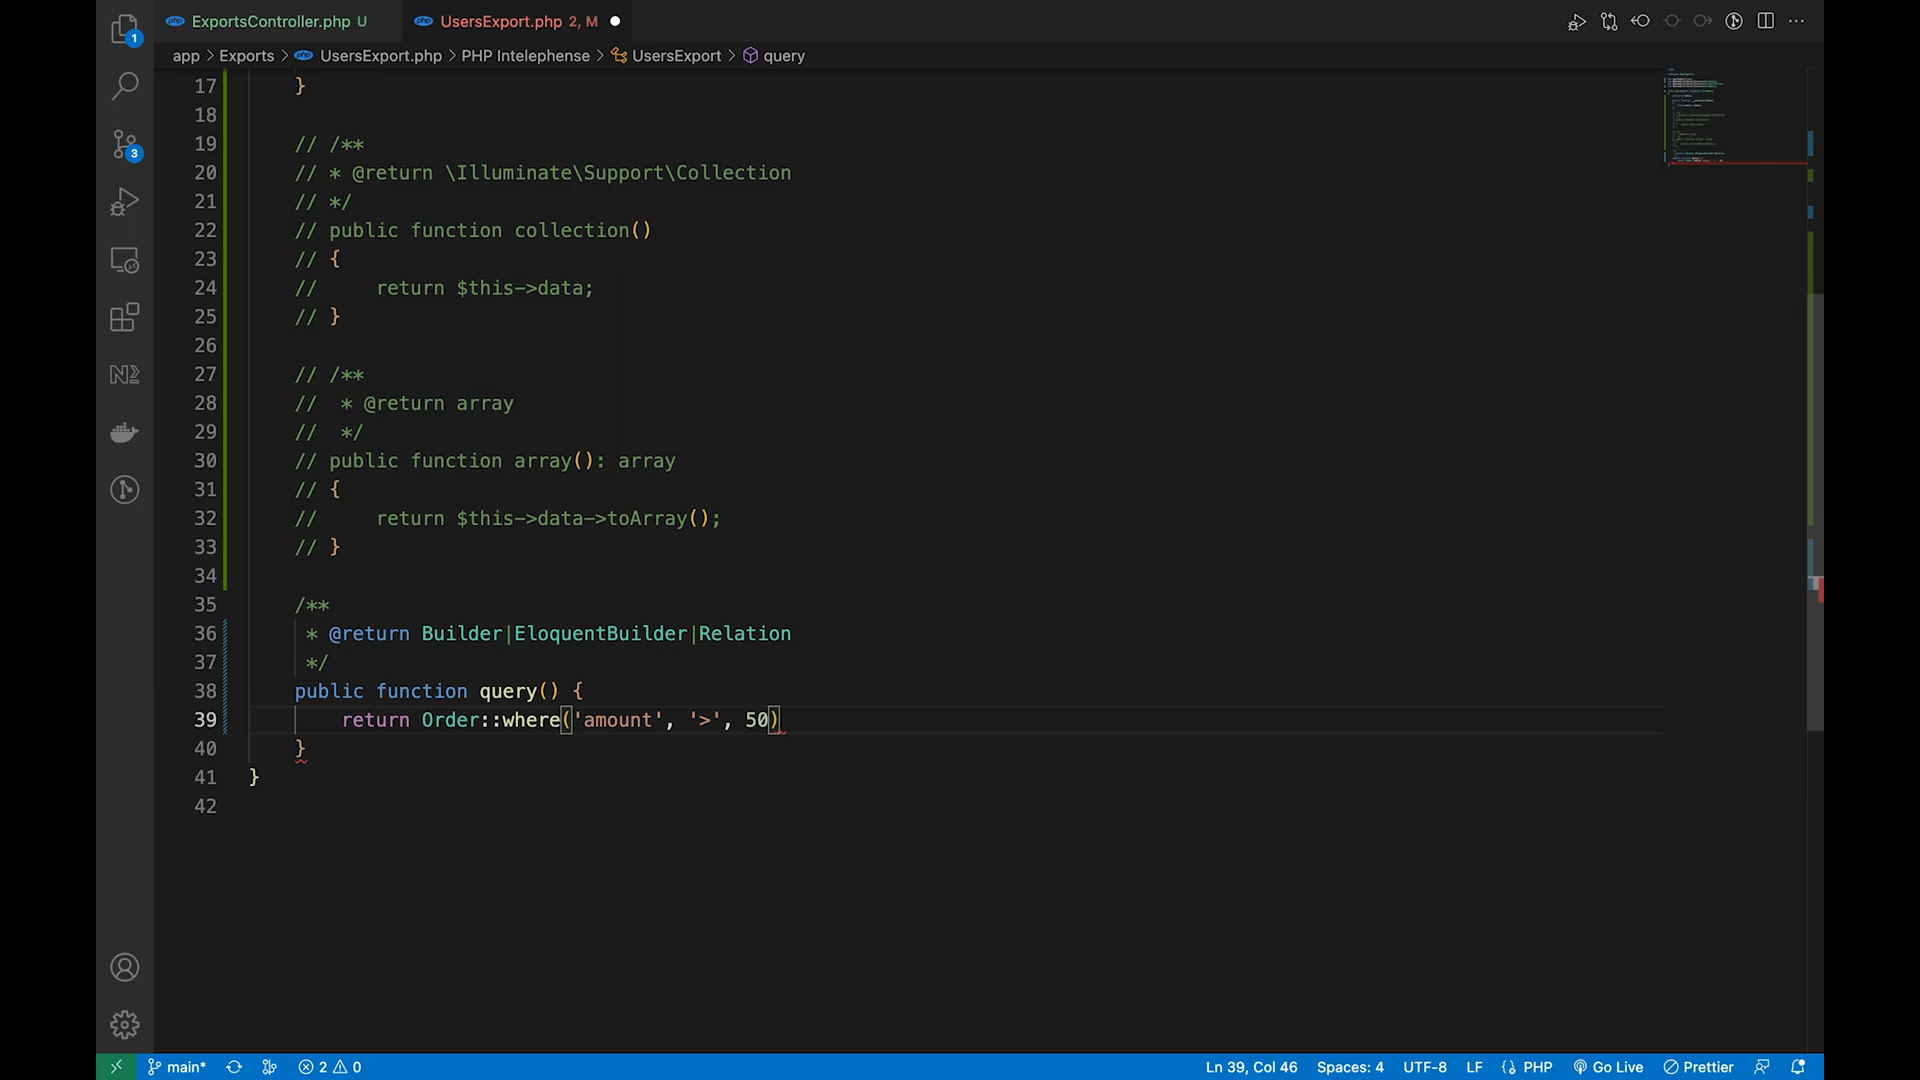 ExportsController.php U
UsersExport.php 2, M
app > Exports > UsersExport.php > PHP Intelephense > UsersExport > query
17 }
18
19 // /**
20 // * @return \Illuminate\Support\Collection
21 // */
22 // public function collection()
23 // {
24 //     return $this->data;
25 // }
26
27 // /**
28 //  * @return array
29 //  */
30 // public function array(): array
31 // {
32 //     return $this->data->toArray();
33 // }
34
35 /**
36 * @return Builder|EloquentBuilder|Relation
37 */
38 public function query() {
39     return Order::where('amount', '>', 50)
40 }
41 }
42
1
3
main* 2 0 Ln 39, Col 46 Spaces: 4 UTF-8 LF {} PHP Go Live Prettier